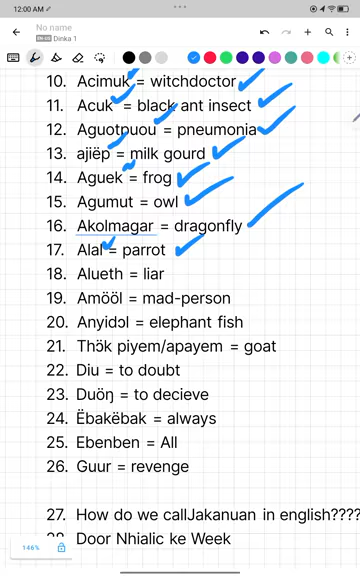 12:00 AM
No name
Dinka 1
10. Acimuk = witchdoctor
11. Acuk = black ant insect
12. Aguotpuou = pneumonia
13. ajiëp = milk gourd
14. Aguek = frog
15. Agumut = owl
16. Akolmagar = dragonfly
17. Alal = parrot
18. Alueth = liar
19. Amööl = mad-person
20. Anyidɔl = elephant fish
21. Thök piyem/apayem = goat
22. Diu = to doubt
23. Duöŋ = to decieve
24. Ëbakëbak = always
25. Ebenben = All
26. Guur = revenge
27. How do we callJakanuan in english????
28. Door Nhialic ke Week
146%